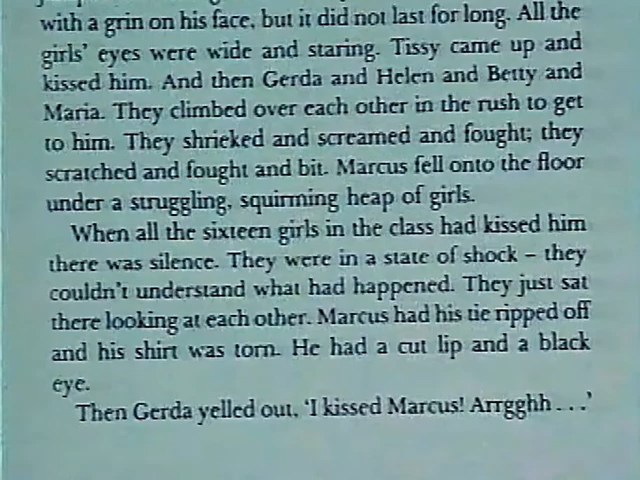 with a grin on his face, but it did not last for long. All the
girls' eyes were wide and staring. Tissy came up and
kissed him. And then Gerda and Helen and Betty and
Maria. They climbed over each other in the rush to get
to him. They shrieked and screamed and fought; they
scratched and fought and bit. Marcus fell onto the floor
under a struggling, squirming heap of girls.
When all the sixteen girls in the class had kissed him
there was silence. They were in a state of shock – they
couldn't understand what had happened. They just sat
there looking at each other. Marcus had his tie ripped off
and his shirt was torn. He had a cut lip and a black
eye.
Then Gerda yelled out, 'I kissed Marcus! Arrgghh . . .'